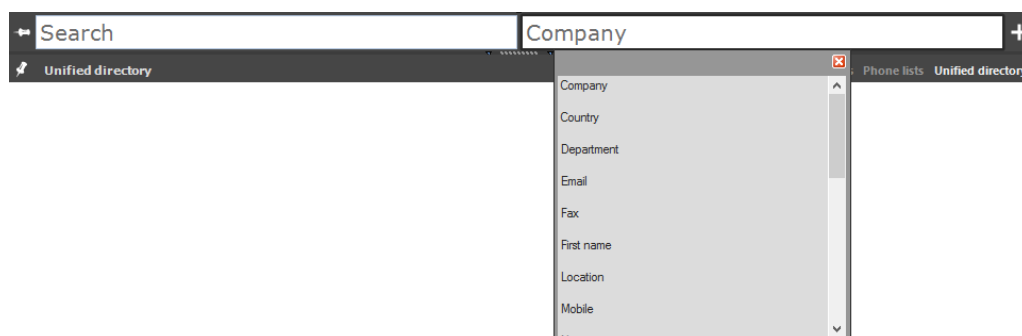 Search
Company
Unified directory
Phone lists
Unified directory
Company
Country
Department
Email
Fax
First name
Location
Mobile